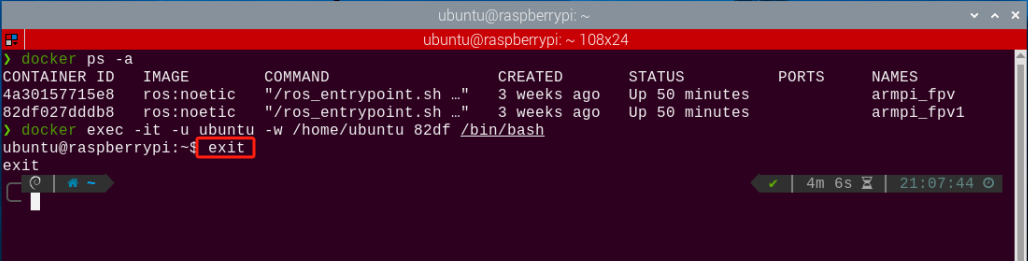 ubuntu@raspberrypi: ~
ubuntu@raspberrypi: ~ 108x24
❯ docker ps -a
CONTAINER ID   IMAGE        COMMAND                  CREATED       STATUS          PORTS     NAMES
4a30157715e8   ros:noetic   "/ros_entrypoint.sh …"   3 weeks ago   Up 50 minutes             armpi_fpv
82df027dddb8   ros:noetic   "/ros_entrypoint.sh …"   3 weeks ago   Up 50 minutes             armpi_fpv1
❯ docker exec -it -u ubuntu -w /home/ubuntu 82df /bin/bash
ubuntu@raspberrypi:~$ exit
exit
~ ✔ 4m 6s 21:07:44